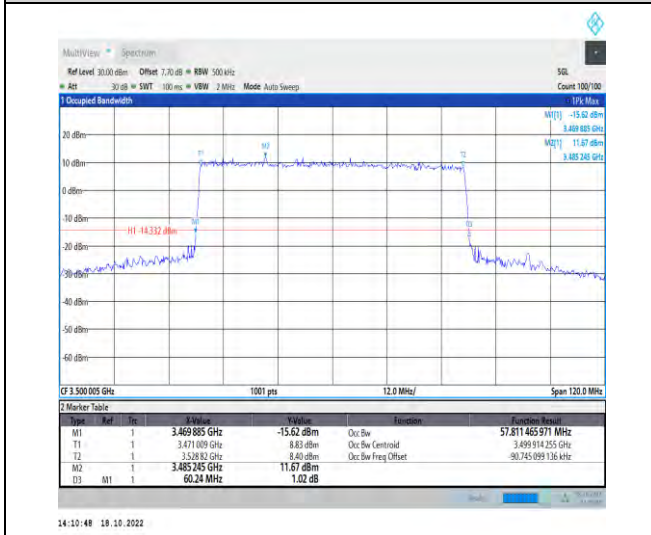 MultiView Spectrum
Ref Level 30.00 dBm Offset 7.70 dB RBW 500 kHz SGL
Att 30 dB SWT 100 ms VBW 2 MHz Mode Auto Sweep Count 100/100
1 Occupied Bandwidth 1Pk Max
M1[1] -15.62 dBm
3.469 885 GHz
M2[1] 11.67 dBm
3.485 245 GHz
20 dBm
10 dBm
0 dBm
-10 dBm
-20 dBm
-30 dBm
-40 dBm
-50 dBm
-60 dBm
T1
M2
T2
M1
D3
H1 -14.332 dBm
CF 3.500 005 GHz 1001 pts 12.0 MHz/ Span 120.0 MHz
2 Marker Table
Type Ref Trc X-Value Y-Value Function Function Result
M1 1 3.469 885 GHz -15.62 dBm Occ Bw 57.811 465 971 MHz
T1 1 3.471 009 GHz 8.83 dBm Occ Bw Centroid 3.499 914 255 GHz
T2 1 3.528 82 GHz 8.40 dBm Occ Bw Freq Offset -90.745 099 136 kHz
M2 1 3.485 245 GHz 11.67 dBm
D3 M1 1 60.24 MHz 1.02 dB
14:10:48 18.10.2022